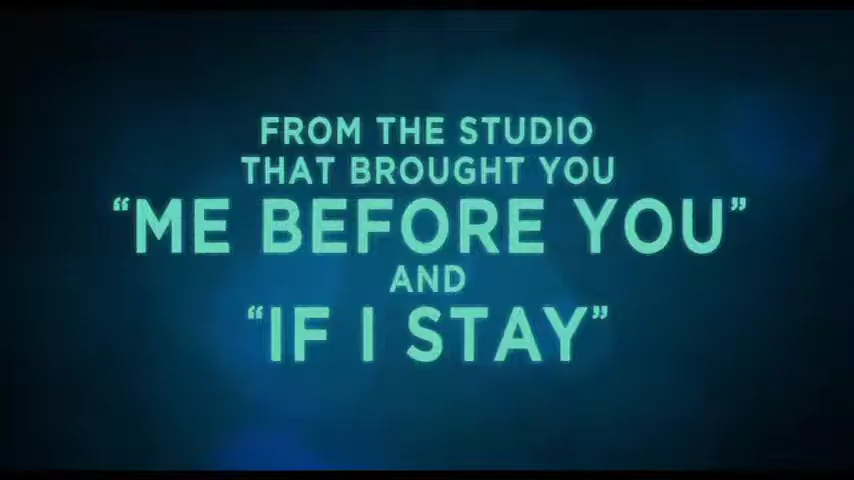 FROM THE STUDIO
THAT BROUGHT YOU
“ME BEFORE YOU”
AND
“IF I STAY”